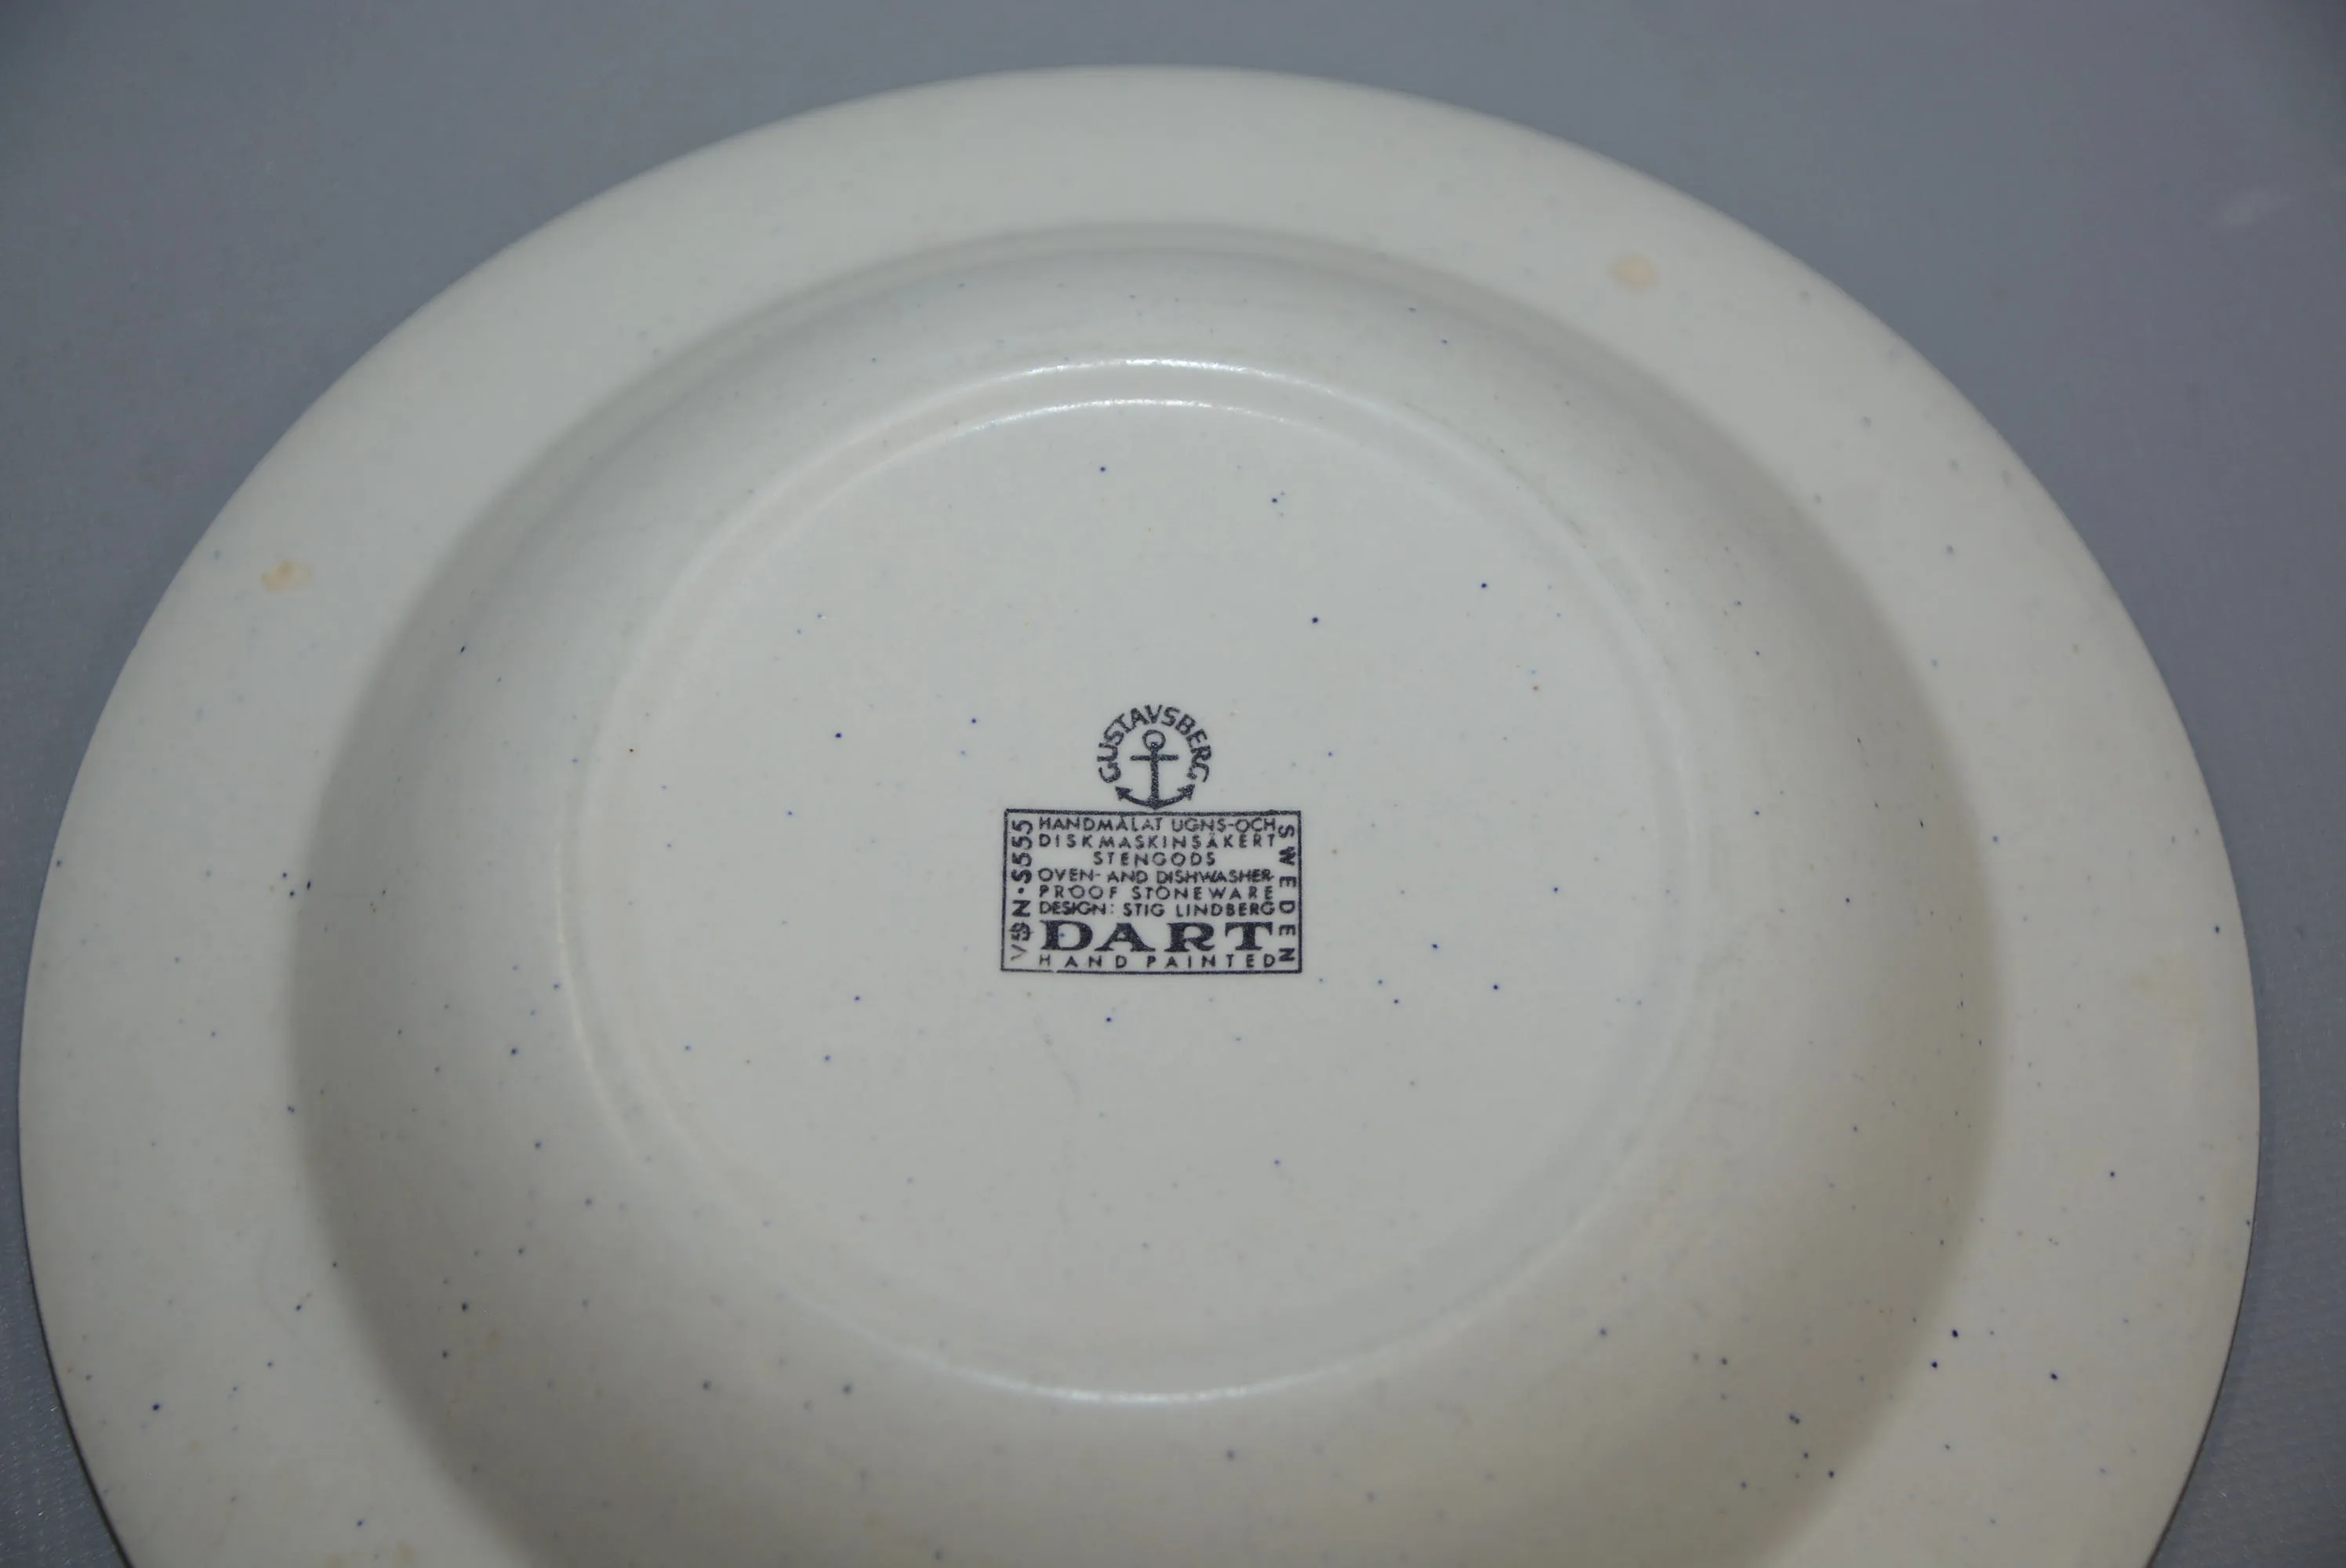 GUSTAVSBERG
HANDMÅLAT UGNS-OCH
DISKMASKINSÄKERT
STENGODS
OVEN- AND DISHWASHER
PROOF STONEWARE
DESIGN: STIG LINDBERG
DART
HAND PAINTED
VDN·S555
SWEDEN